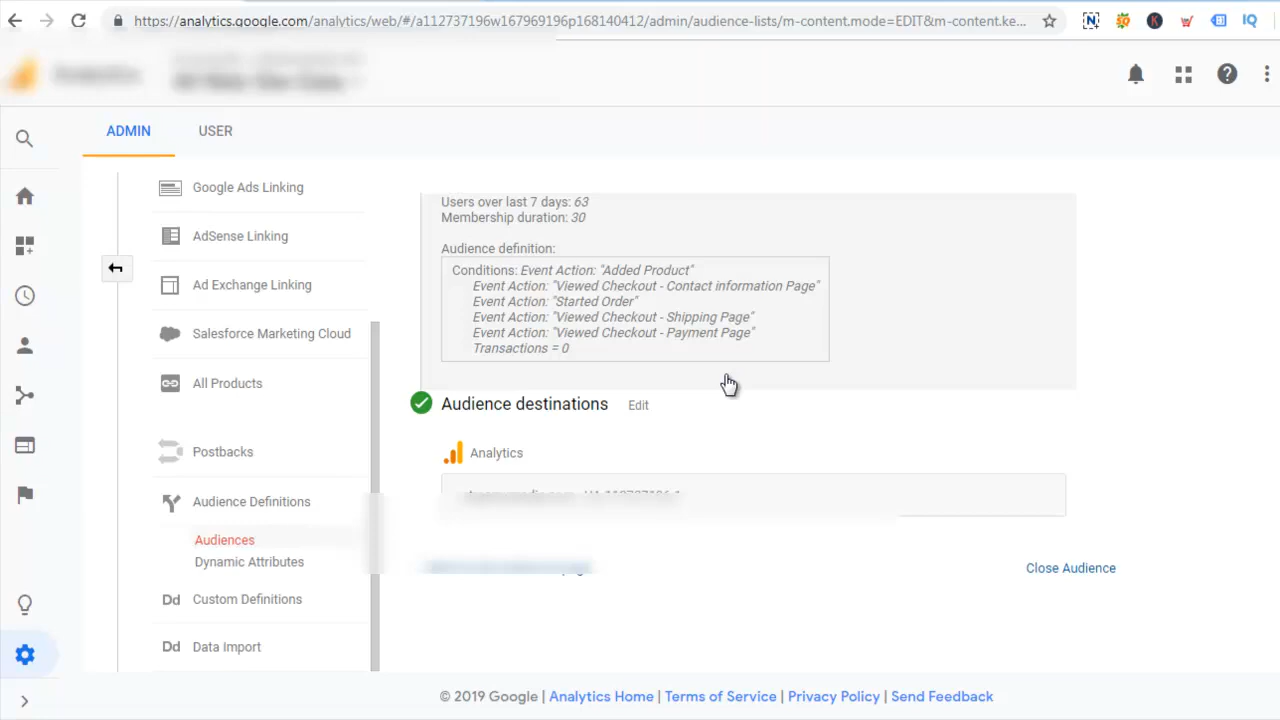 https://analytics.google.com/analytics/web/#/a112737196w167969196p168140412/admin/audience-lists/m-content.mode=EDIT&m-content.ke...
IQ
ADMIN
USER
Google Ads Linking
AdSense Linking
Ad Exchange Linking
Salesforce Marketing Cloud
All Products
Postbacks
Audience Definitions
Audiences
Dynamic Attributes
Dd Custom Definitions
Dd Data Import
Users over last 7 days: 63
Membership duration: 30
Audience definition:
Conditions: Event Action: "Added Product"
Event Action: "Viewed Checkout - Contact information Page"
Event Action: "Started Order"
Event Action: "Viewed Checkout - Shipping Page"
Event Action: "Viewed Checkout - Payment Page"
Transactions = 0
Audience destinations
Edit
Analytics
Close Audience
© 2019 Google | Analytics Home | Terms of Service | Privacy Policy | Send Feedback